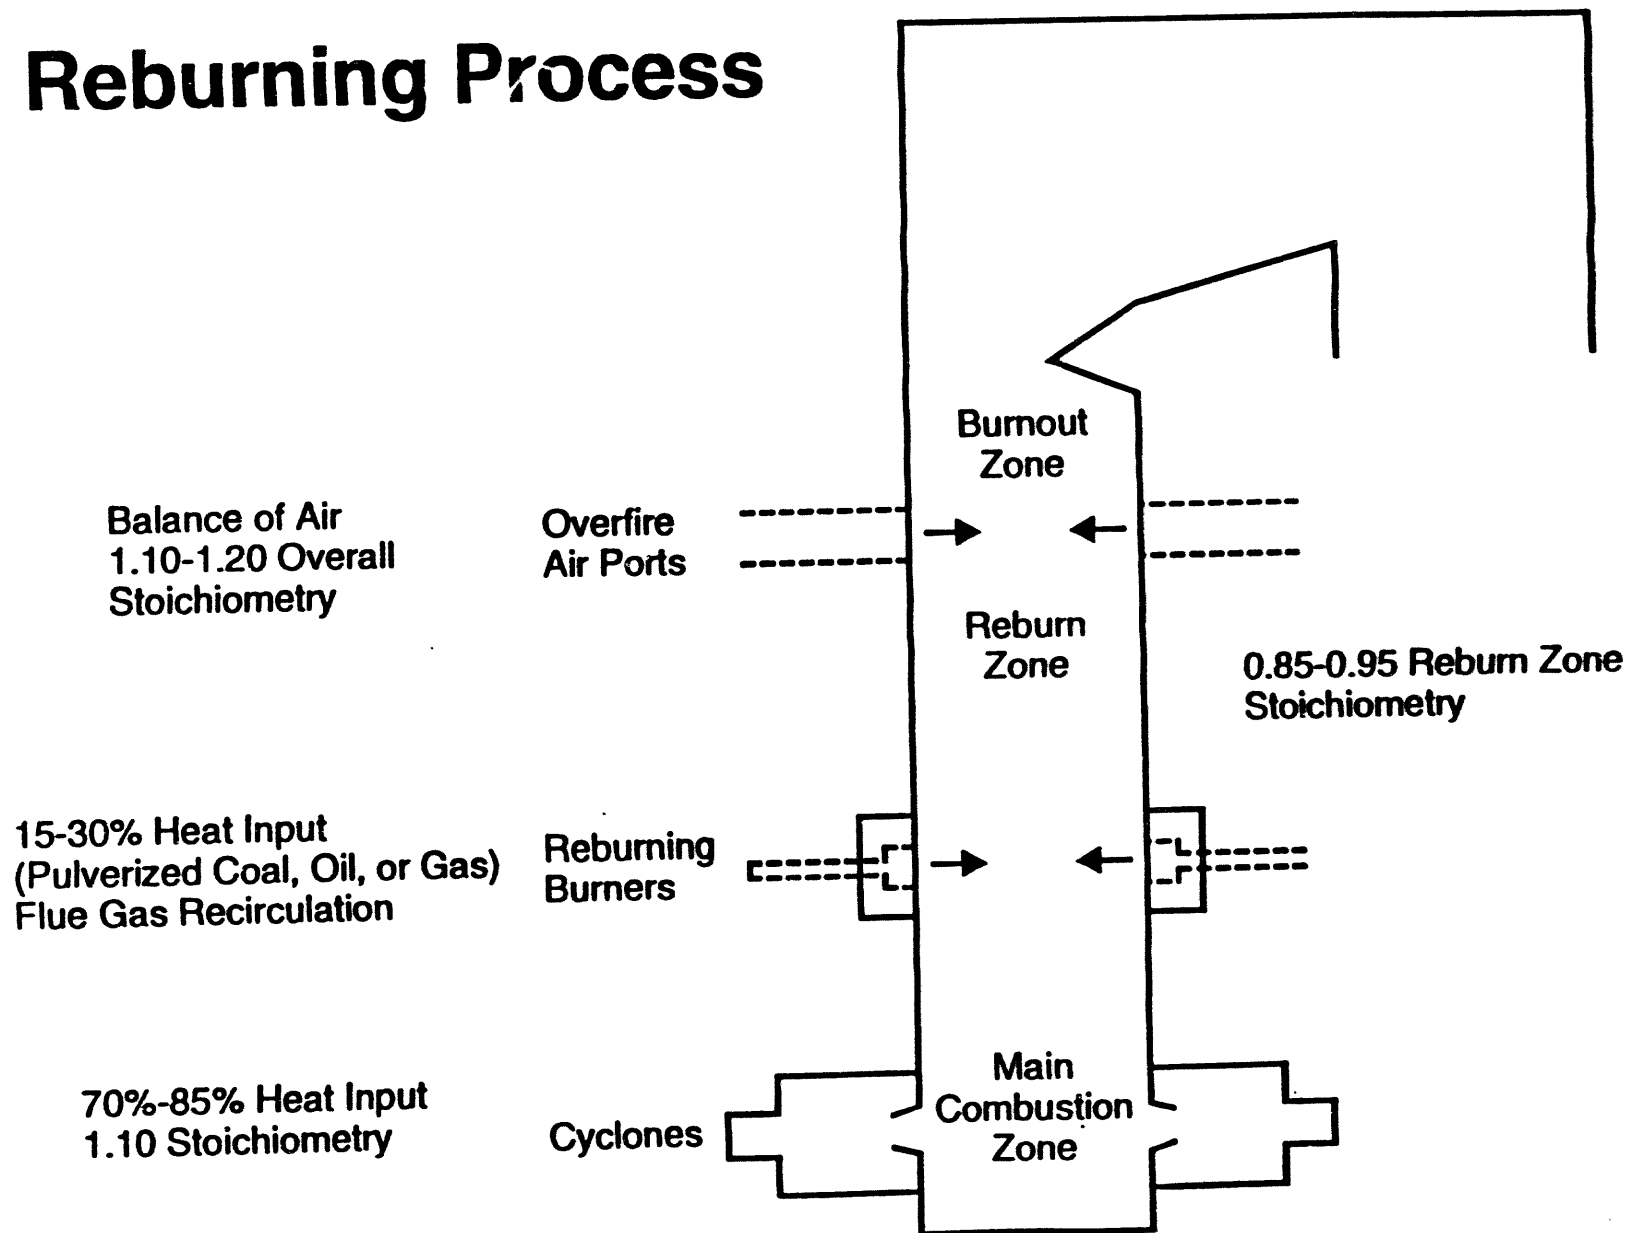 Reburning Process
Burnout
Zone
Balance of Air
1.10-1.20 Overall
Stoichiometry
Overfire
Air Ports
Reburn
Zone
0.85-0.95 Reburn Zone
Stoichiometry
15-30% Heat Input
(Pulverized Coal, Oil, or Gas)
Flue Gas Recirculation
Reburning
Burners
Main
Combustion
Zone
70%-85% Heat Input
1.10 Stoichiometry
Cyclones